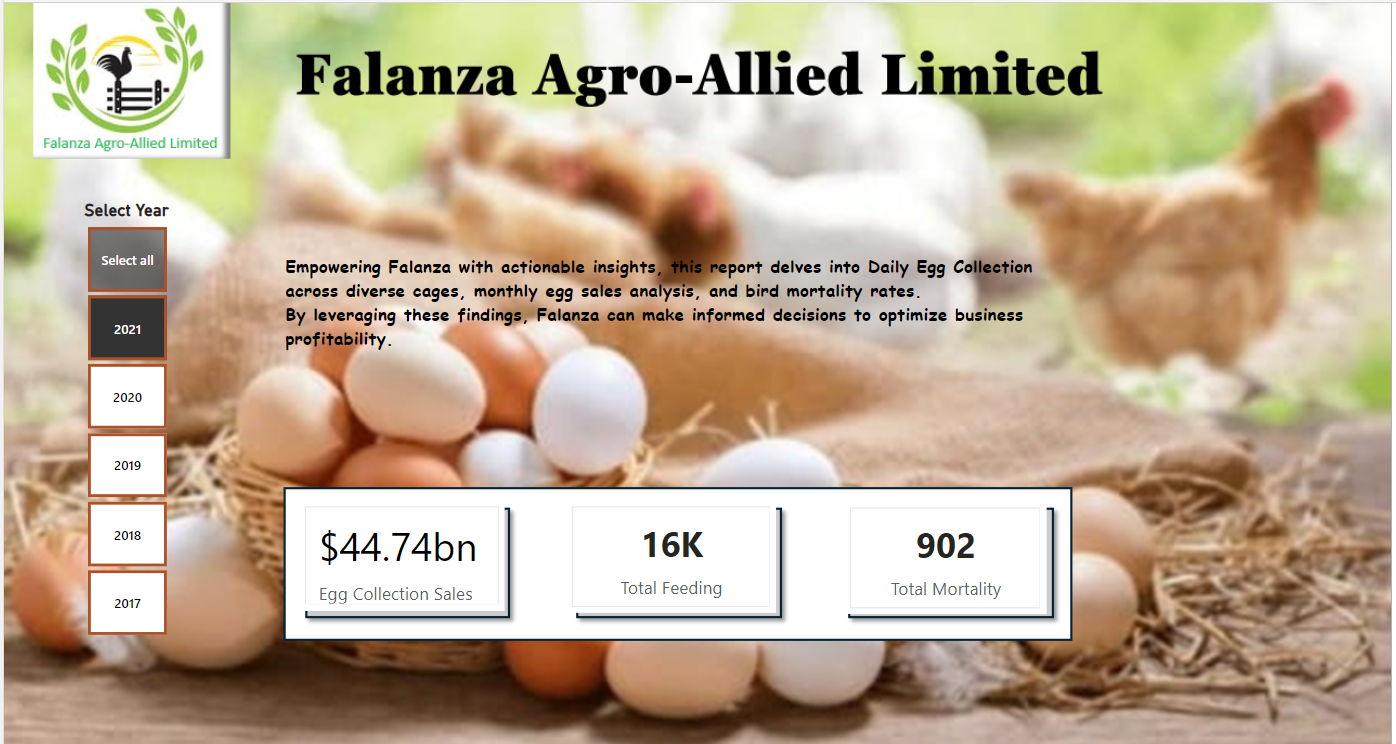 Falanza Agro-Allied Limited
Falanza Agro-Allied Limited
Select Year
Select all
2021
2020
2019
2018
2017
Empowering Falanza with actionable insights, this report delves into Daily Egg Collection
across diverse cages, monthly egg sales analysis, and bird mortality rates.
By leveraging these findings, Falanza can make informed decisions to optimize business
profitability.
$44.74bn
Egg Collection Sales
16K
Total Feeding
902
Total Mortality